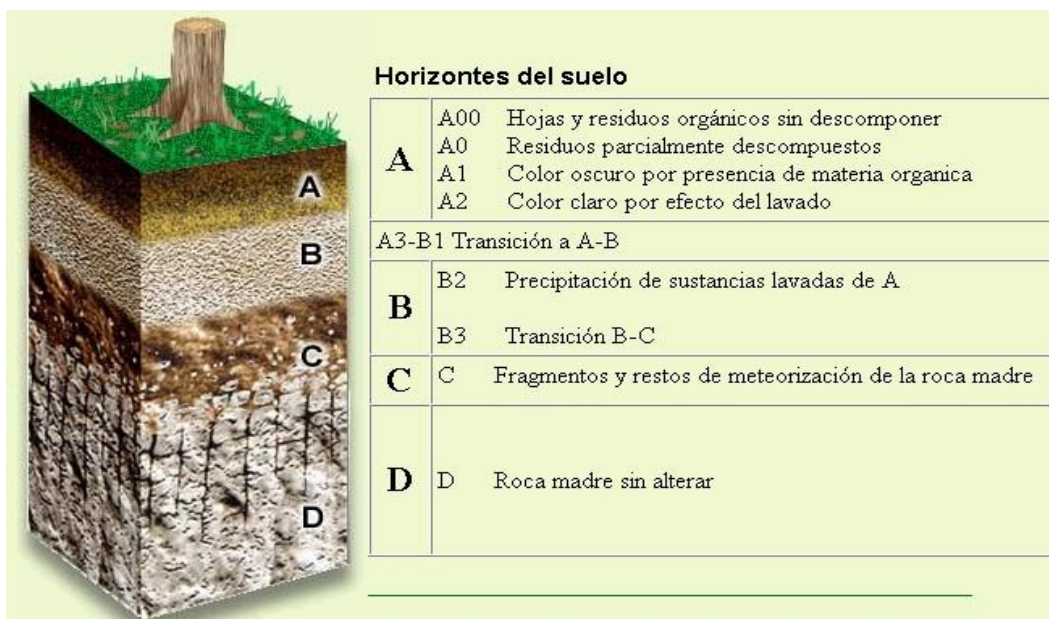 Horizontes del suelo
A
A00 Hojas y residuos orgánicos sin descomponer
A0 Residuos parcialmente descompuestos
A1 Color oscuro por presencia de materia organica
A2 Color claro por efecto del lavado
A3-B1 Transición a A-B
B
B2 Precipitación de sustancias lavadas de A
B3 Transición B-C
C
C Fragmentos y restos de meteorización de la roca madre
D
D Roca madre sin alterar
A
B
C
D